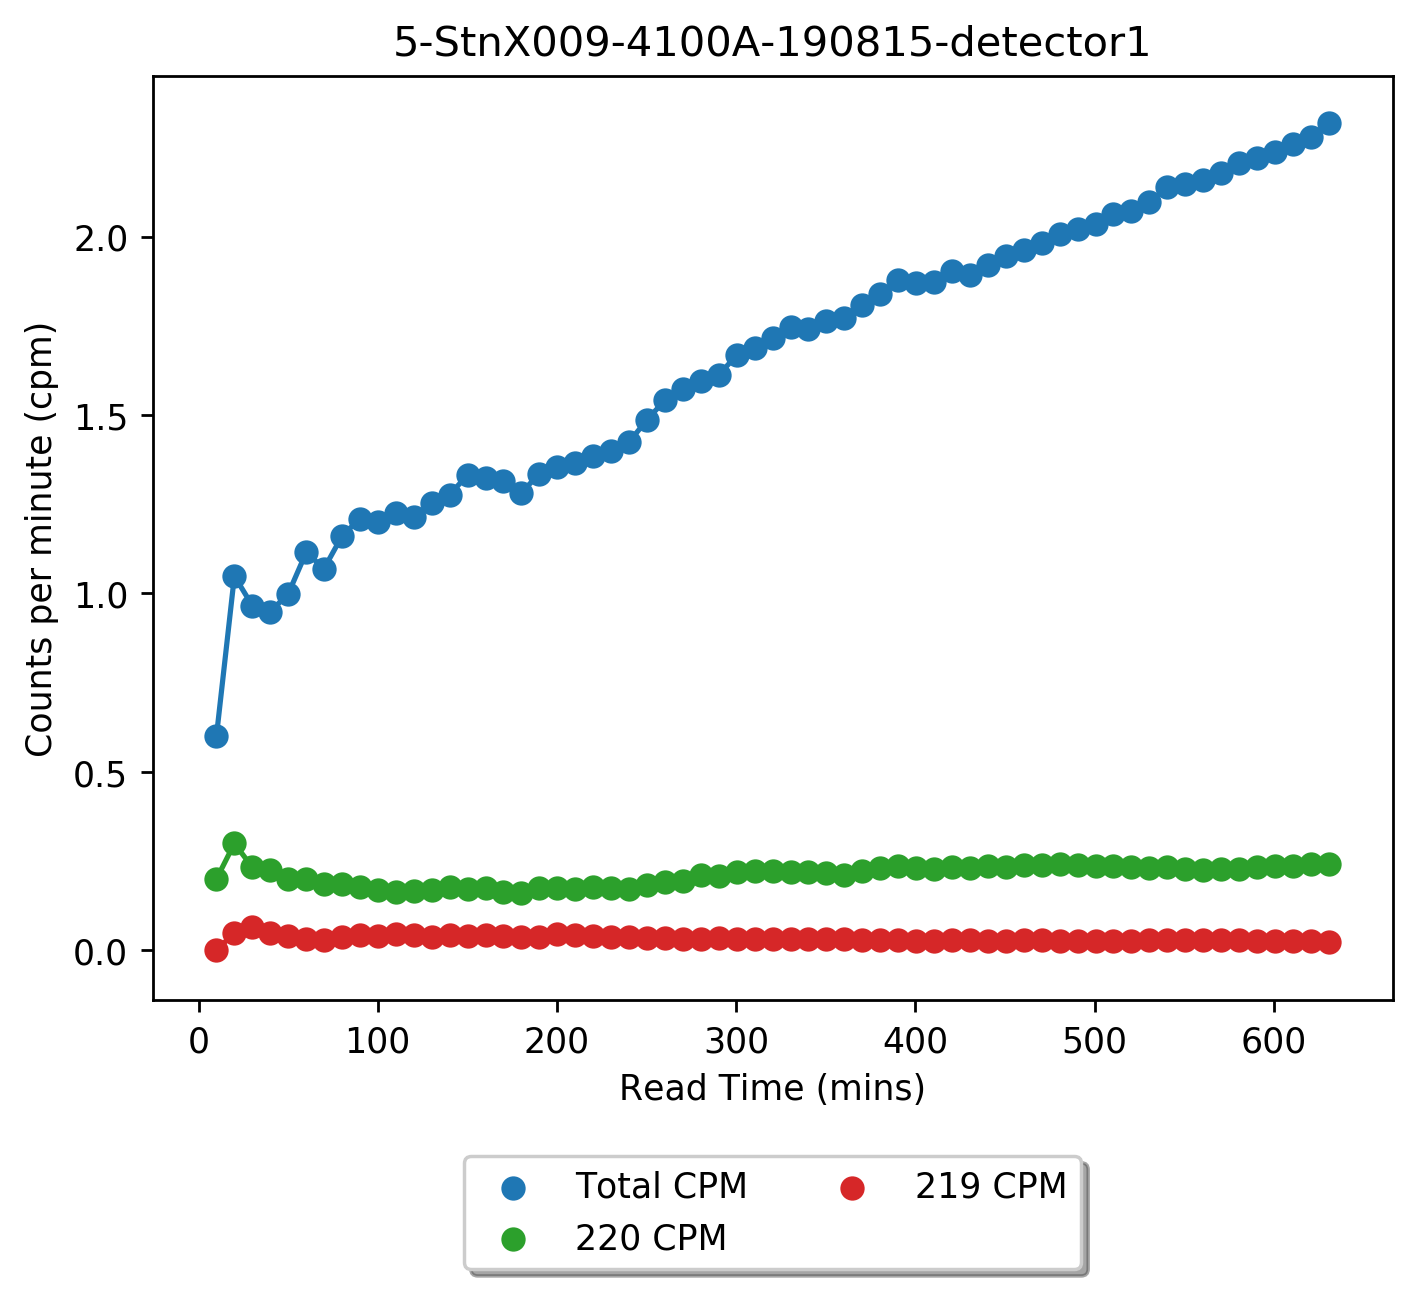 5-StnX009-4100A-190815-detector1
Counts per minute (cpm)
2.0
1.5
1.0
0.5
0.0
0 100 200 300 400 500 600
Read Time (mins)
Total CPM 219 CPM
220 CPM